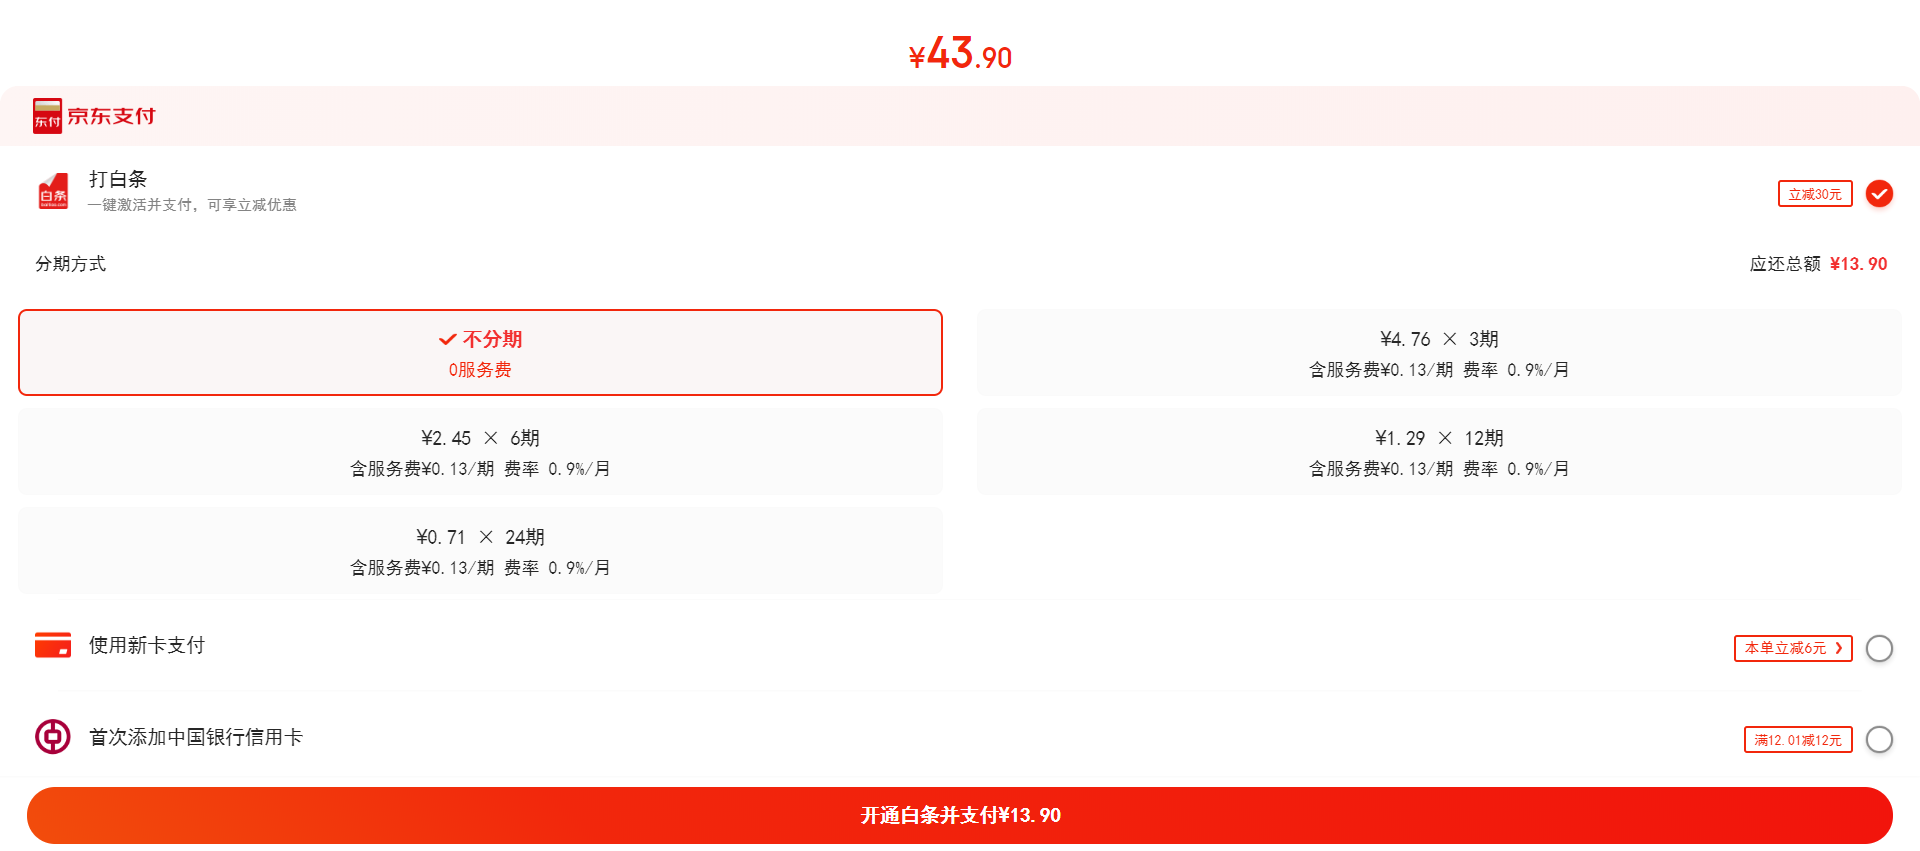 ¥43.90
东付 京东支付
白条
打白条
一键激活并支付，可享立减优惠
立减30元
分期方式
应还总额 ¥13.90
不分期
0服务费
¥4.76 × 3期
含服务费¥0.13/期 费率 0.9%/月
¥2.45 × 6期
含服务费¥0.13/期 费率 0.9%/月
¥1.29 × 12期
含服务费¥0.13/期 费率 0.9%/月
¥0.71 × 24期
含服务费¥0.13/期 费率 0.9%/月
使用新卡支付
本单立减6元 ❯
首次添加中国银行信用卡
满12.01减12元
开通白条并支付¥13.90